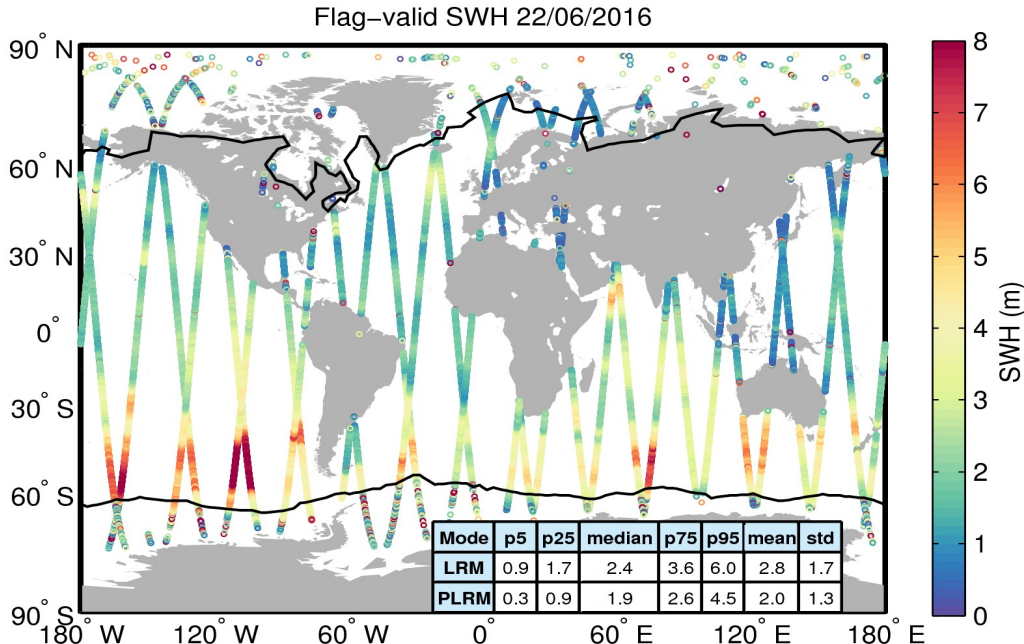 Flag−valid SWH 22/06/2016
90° N
60° N
30° N
0°
30° S
60° S
90° S
180° W 120° W 60° W 0° 60° E 120° E 180° E
Mode p5 p25 median p75 p95 mean std
LRM 0.9 1.7 2.4 3.6 6.0 2.8 1.7
PLRM 0.3 0.9 1.9 2.6 4.5 2.0 1.3
8
7
6
5
4
3
2
1
0
SWH (m)